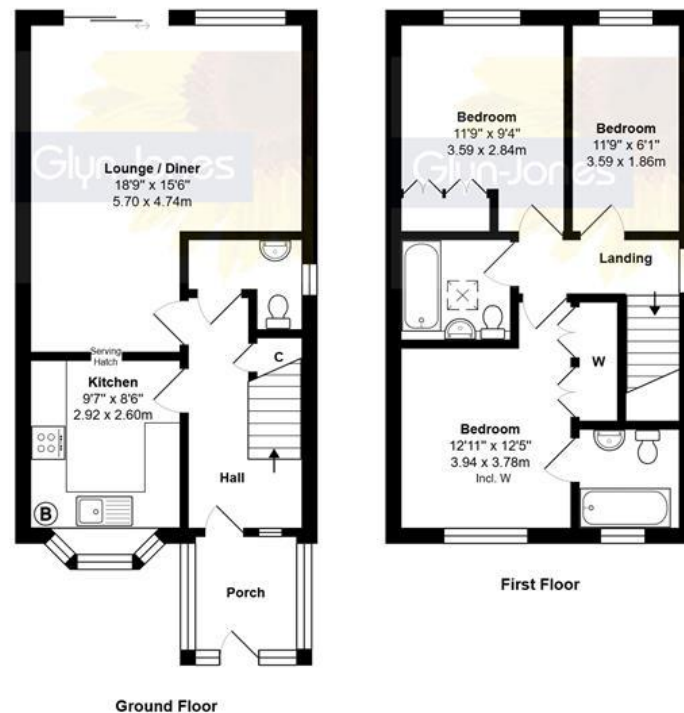 Glyn-Jones
Lounge / Diner
18'9" x 15'6"
5.70 x 4.74m
Serving
Hatch
Kitchen
9'7" x 8'6"
2.92 x 2.60m
B
C
Hall
Porch
Ground Floor
Glyn-Jones
Bedroom
11'9" x 9'4"
3.59 x 2.84m
Bedroom
11'9" x 6'1"
3.59 x 1.86m
Landing
W
Bedroom
12'11" x 12'5"
3.94 x 3.78m
Incl. W
First Floor